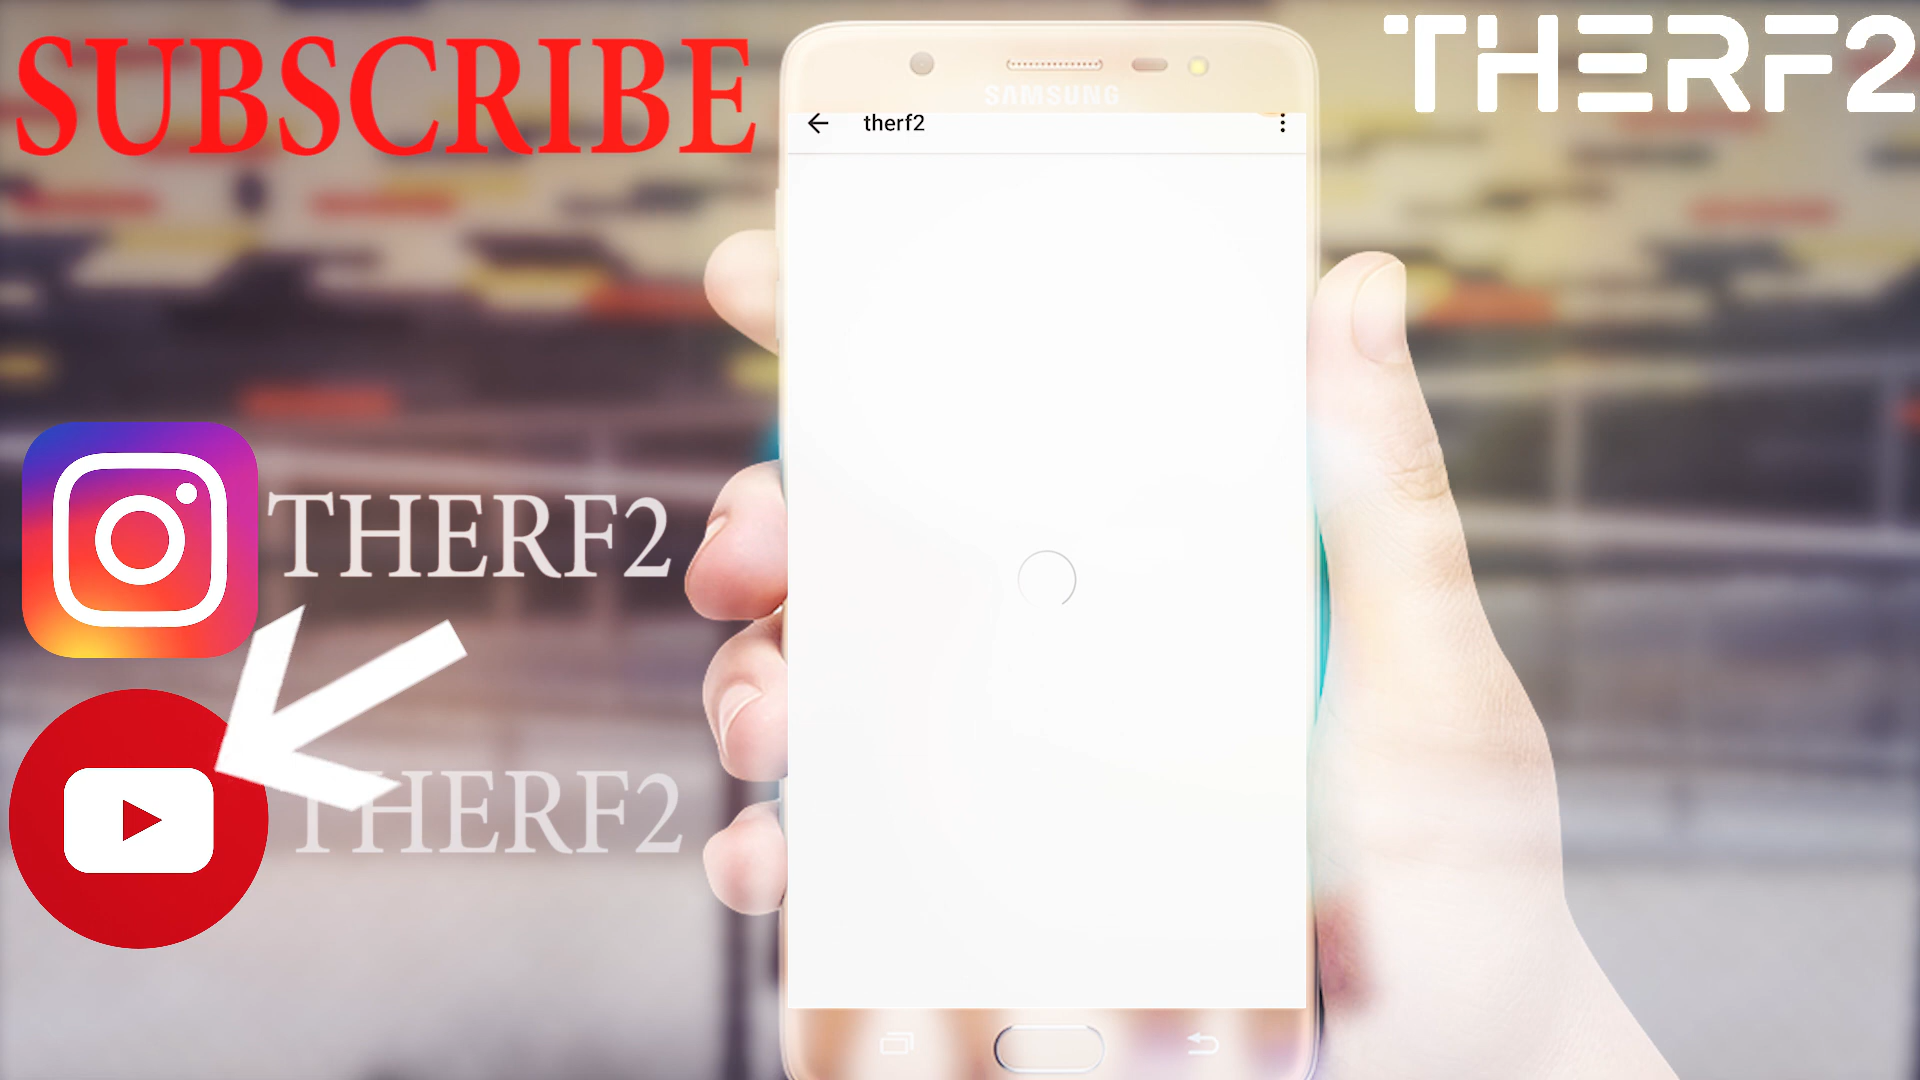 SUBSCRIBE
THERF2
SAMSUNG
therf2
THERF2
THERF2